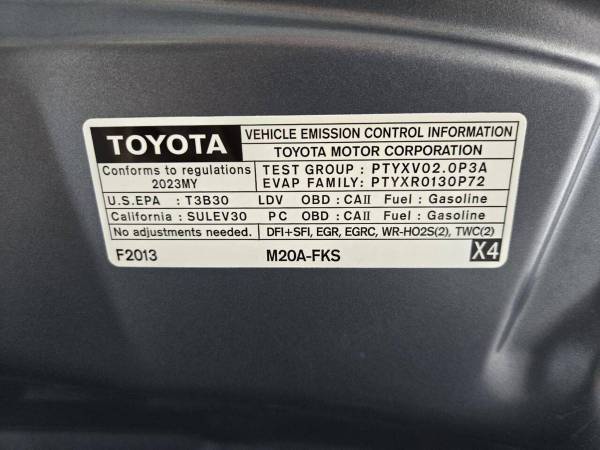 TOYOTA
VEHICLE EMISSION CONTROL INFORMATION
TOYOTA MOTOR CORPORATION
Conforms to regulations
2023MY
TEST GROUP : PTYXV02.0P3A
EVAP FAMILY: PTYXR0130P72
U.S.EPA : T3B30 LDV OBD : CAII Fuel : Gasoline
California : SULEV30 PC OBD : CAII Fuel : Gasoline
No adjustments needed. DFI+SFI, EGR, EGRC, WR-HO2S(2), TWC(2)
F2013 M20A-FKS X4